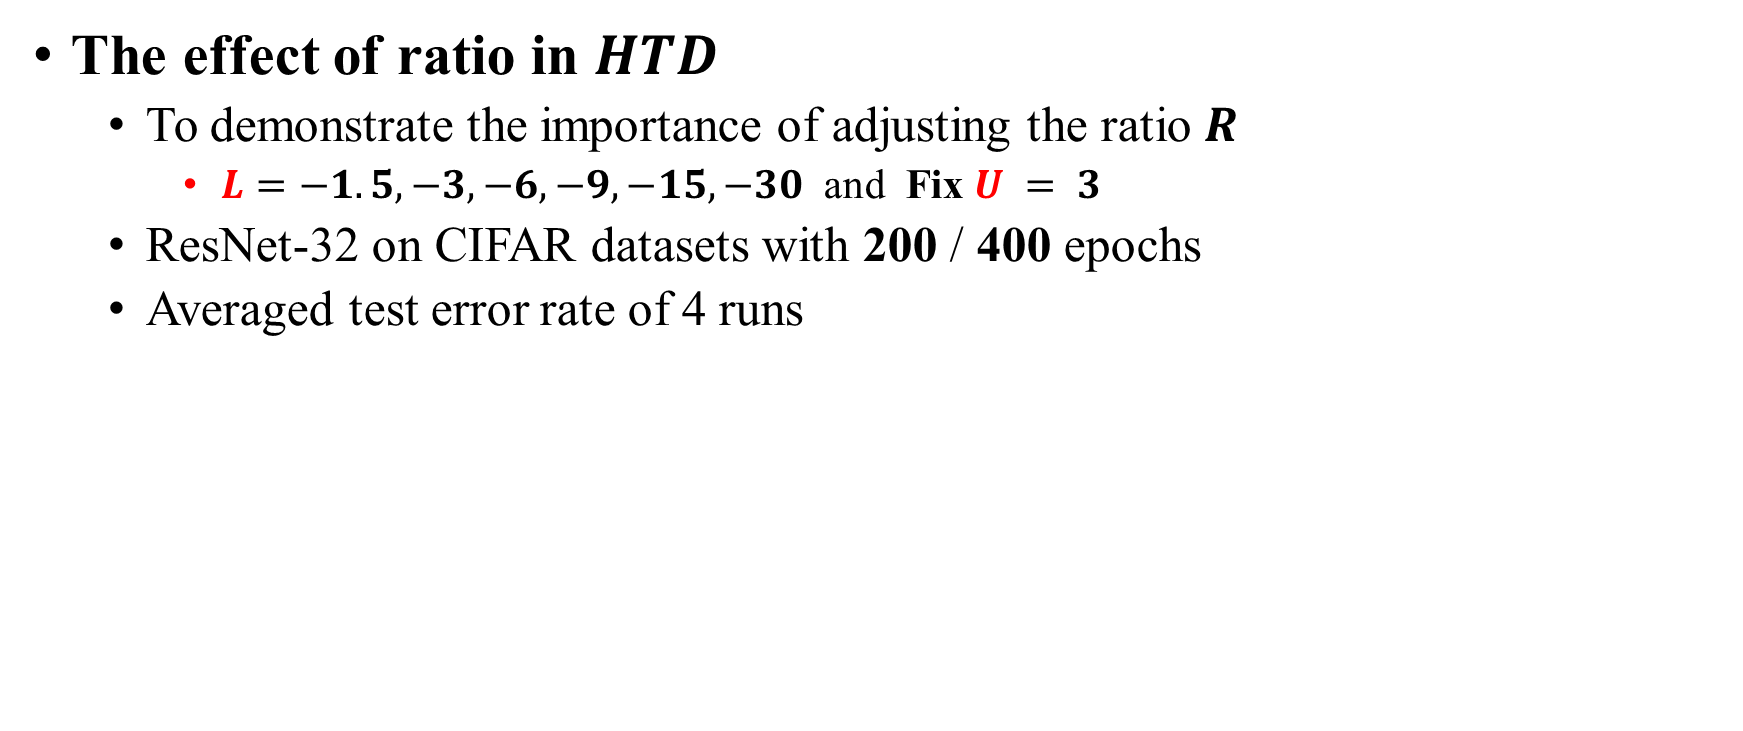 • The effect of ratio in HTD
• To demonstrate the importance of adjusting the ratio R
• L = −1.5, −3, −6, −9, −15, −30 and Fix U = 3
• ResNet-32 on CIFAR datasets with 200 / 400 epochs
• Averaged test error rate of 4 runs